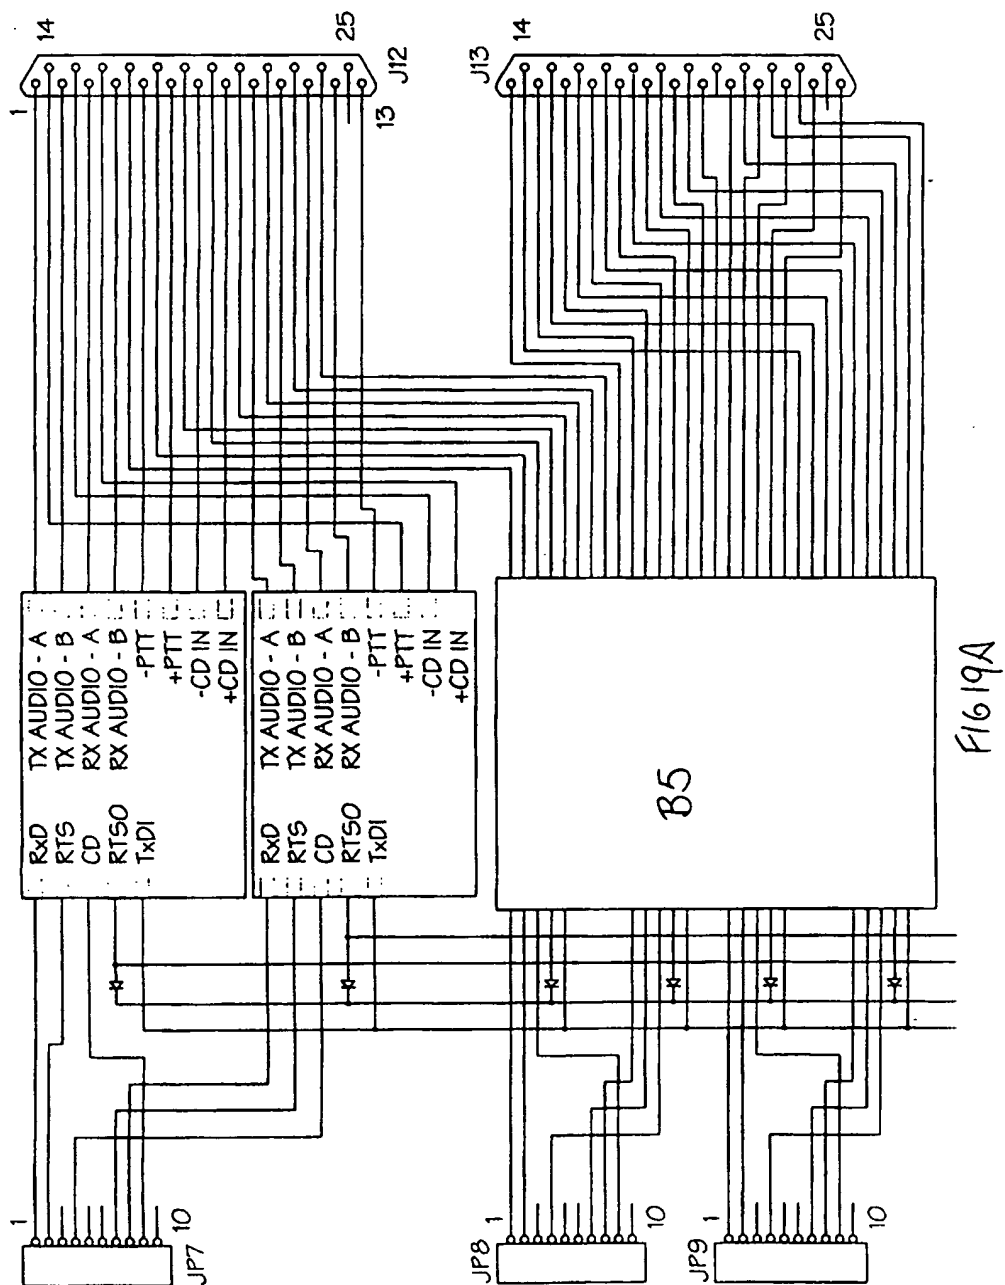 14
25
1
13
J12
14
25
J13
TX AUDIO - A
TX AUDIO - B
RX AUDIO - A
RX AUDIO - B
-PTT
+PTT
-CD IN
+CD IN
RxD
RTS
CD
RTSO
TxDI
TX AUDIO - A
TX AUDIO - B
RX AUDIO - A
RX AUDIO - B
-PTT
+PTT
-CD IN
+CD IN
RxD
RTS
CD
RTSO
TxDI
B5
1
10
JP7
1
10
JP8
1
10
JP9
FIG 19A